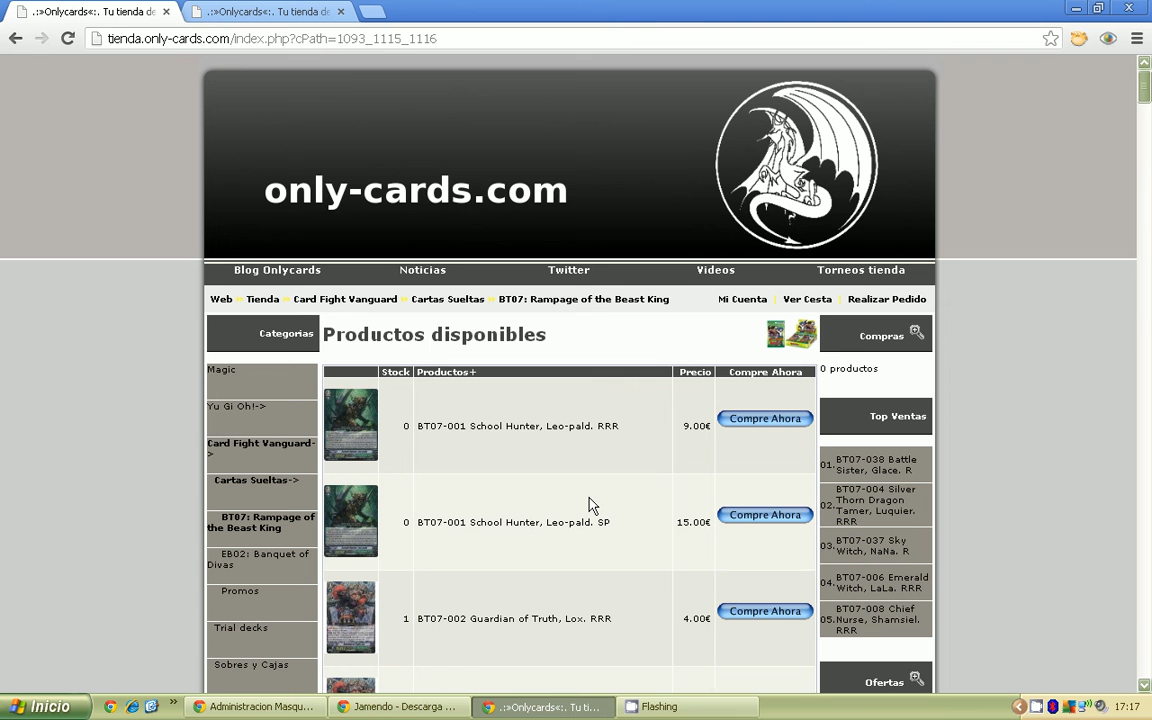 .:»Onlycards«:. Tu tienda de
.:»Onlycards«:. Tu tienda de
tienda.only-cards.com/index.php?cPath=1093_1115_1116
only-cards.com
Blog Onlycards Noticias Twitter Videos Torneos tienda
Web Tienda Card Fight Vanguard Cartas Sueltas BT07: Rampage of the Beast King Mi Cuenta Ver Cesta Realizar Pedido
Categorias
Magic
Yu Gi Oh!->
Card Fight Vanguard-
>
Cartas Sueltas->
BT07: Rampage of
the Beast King
EB02: Banquet of
Divas
Promos
Trial decks
Sobres y Cajas
Productos disponibles
Stock Productos+ Precio Compre Ahora
0 BT07-001 School Hunter, Leo-pald. RRR 9.00€ Compre Ahora
0 BT07-001 School Hunter, Leo-pald. SP 15.00€ Compre Ahora
1 BT07-002 Guardian of Truth, Lox. RRR 4.00€ Compre Ahora
Compras
0 productos
Top Ventas
01. BT07-038 Battle
Sister, Glace. R
02. BT07-004 Silver
Thorn Dragon
Tamer, Luquier.
RRR
03. BT07-037 Sky
Witch, NaNa. R
04. BT07-006 Emerald
Witch, LaLa. RRR
05. BT07-008 Chief
Nurse, Shamsiel.
RRR
Ofertas
Inicio
Administracion Masqu...
Jamendo - Descarga ...
.:»Onlycards«:. Tu ti...
Flashing
17:17